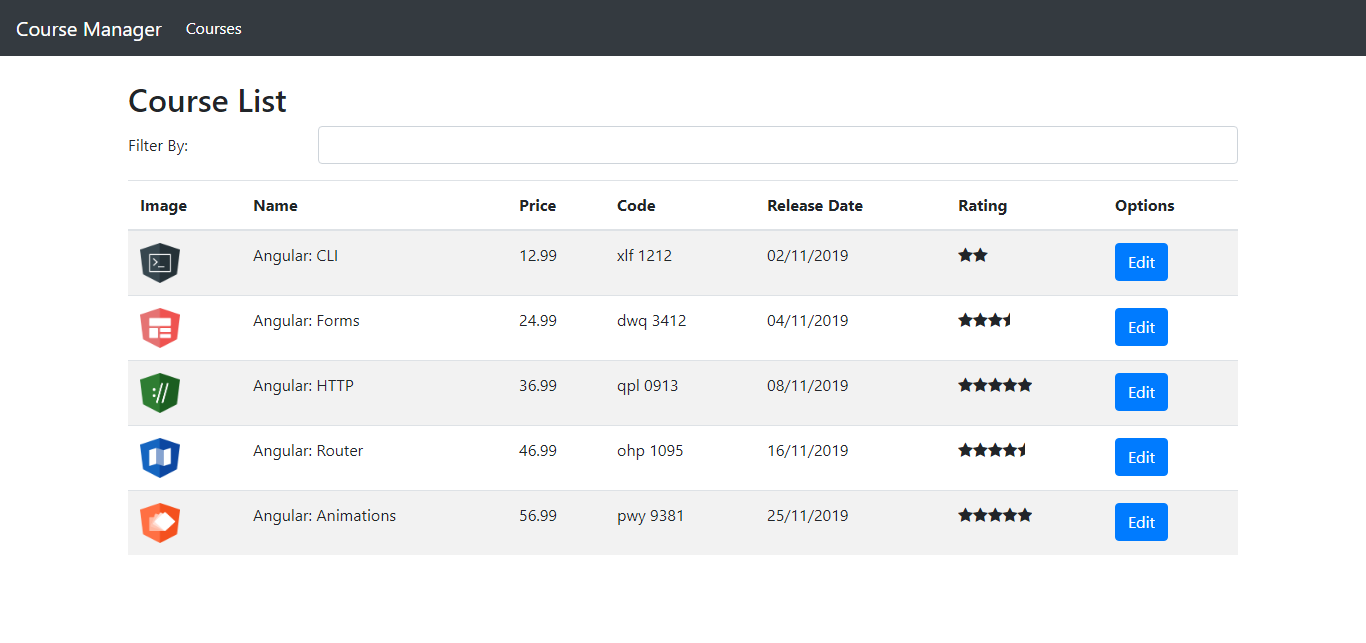 Course Manager Courses
Course List
Filter By:
Image Name Price Code Release Date Rating Options
Angular: CLI 12.99 xlf 1212 02/11/2019 Edit
Angular: Forms 24.99 dwq 3412 04/11/2019 Edit
Angular: HTTP 36.99 qpl 0913 08/11/2019 Edit
Angular: Router 46.99 ohp 1095 16/11/2019 Edit
Angular: Animations 56.99 pwy 9381 25/11/2019 Edit